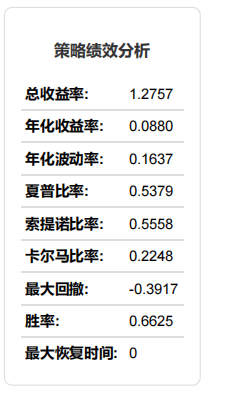 策略绩效分析
总收益率: 1.2757
年化收益率: 0.0880
年化波动率: 0.1637
夏普比率: 0.5379
索提诺比率: 0.5558
卡尔马比率: 0.2248
最大回撤: -0.3917
胜率: 0.6625
最大恢复时间: 0